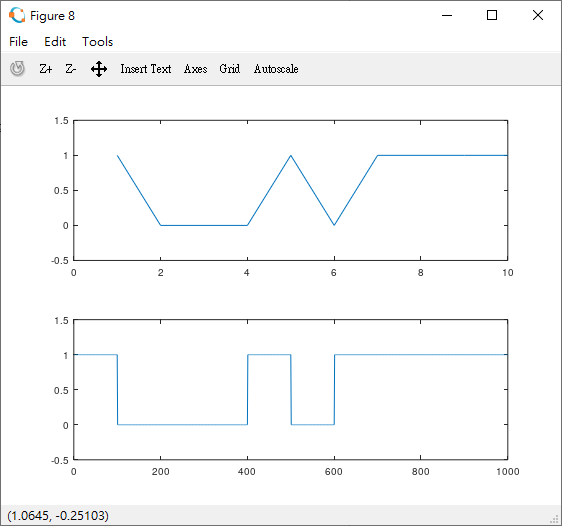 Figure 8
File Edit Tools
Z+ Z- Insert Text Axes Grid Autoscale
1.5
1
0.5
0
-0.5
0 2 4 6 8 10
1.5
1
0.5
0
-0.5
0 200 400 600 800 1000
(1.0645, -0.25103)